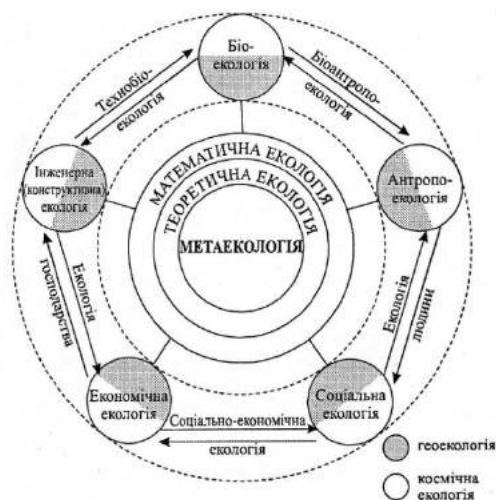 Біо-
екологія
Технобіо-
екологія
Біоантропо-
екологія
Інженерна
(конструктивна)
екологія
Антропо-
екологія
МАТЕМАТИЧНА ЕКОЛОГІЯ
ТЕОРЕТИЧНА ЕКОЛОГІЯ
МЕТАЕКОЛОГІЯ
Екологія
господарства
Екологія
людини
Економічна
екологія
Соціальна
екологія
Соціально-економічна
екологія
геоекологія
космічна
екологія